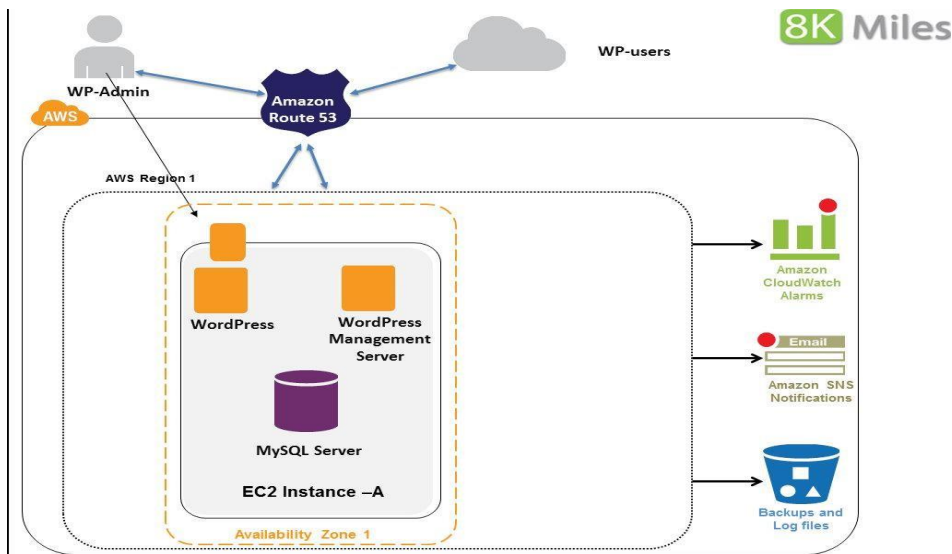 8K Miles
WP-users
WP-Admin
Amazon
Route 53
AWS
AWS Region 1
WordPress
WordPress
Management
Server
MySQL Server
EC2 Instance –A
Availability Zone 1
Amazon
CloudWatch
Alarms
Email
Amazon SNS
Notifications
Backups and
Log files